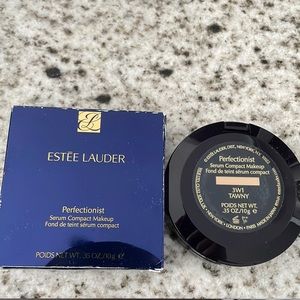 ESTĒE LAUDER
Perfectionist
Serum Compact Makeup
Fond de teint sérum compact
POIDS NET WT. .35 OZ/10g ℮
Perfectionist
Serum Compact Makeup
Fond de teint sérum compact
3W1
TAWNY
POIDS NET WT.
.35 OZ/10g